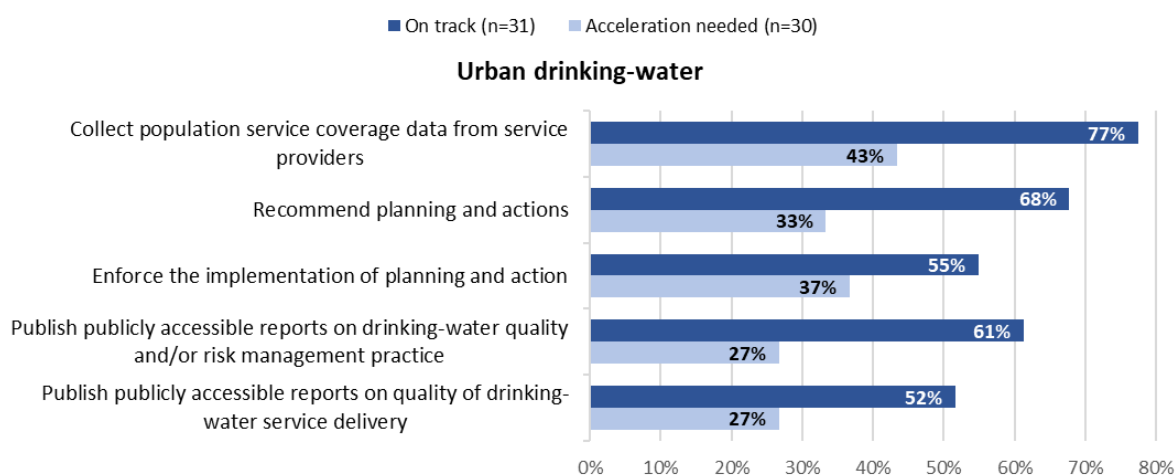 On track (n=31) Acceleration needed (n=30)
Urban drinking-water
Collect population service coverage data from service
providers
77%
43%
Recommend planning and actions
68%
33%
Enforce the implementation of planning and action
55%
37%
Publish publicly accessible reports on drinking-water quality
and/or risk management practice
61%
27%
Publish publicly accessible reports on quality of drinking-
water service delivery
52%
27%
0% 10% 20% 30% 40% 50% 60% 70% 80%